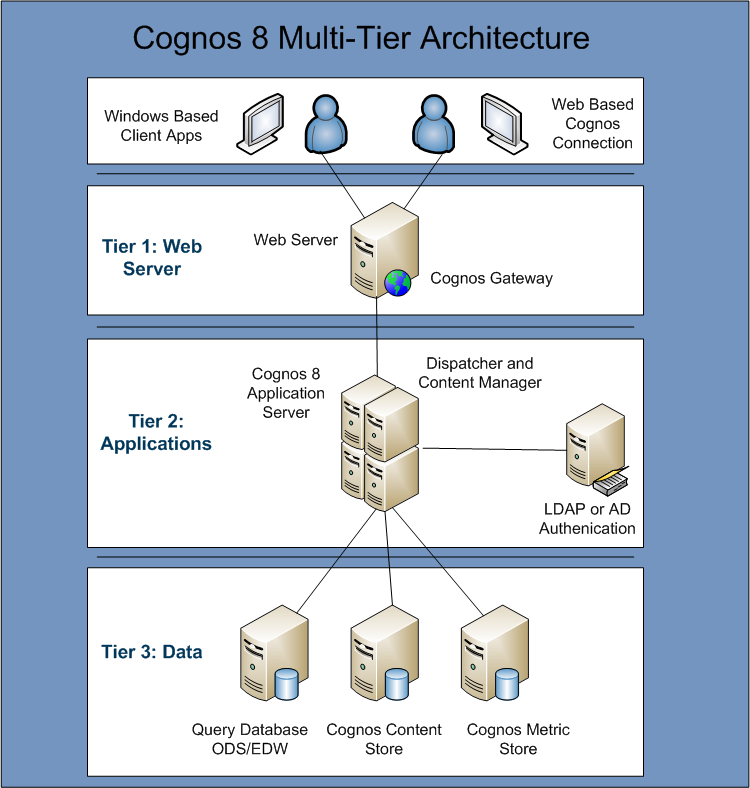 Cognos 8 Multi-Tier Architecture
Windows Based
Client Apps
Web Based
Cognos
Connection
Tier 1: Web
Server
Web Server
Cognos Gateway
Tier 2:
Applications
Cognos 8
Application
Server
Dispatcher and
Content Manager
LDAP or AD
Authenication
Tier 3: Data
Query Database
ODS/EDW
Cognos Content
Store
Cognos Metric
Store